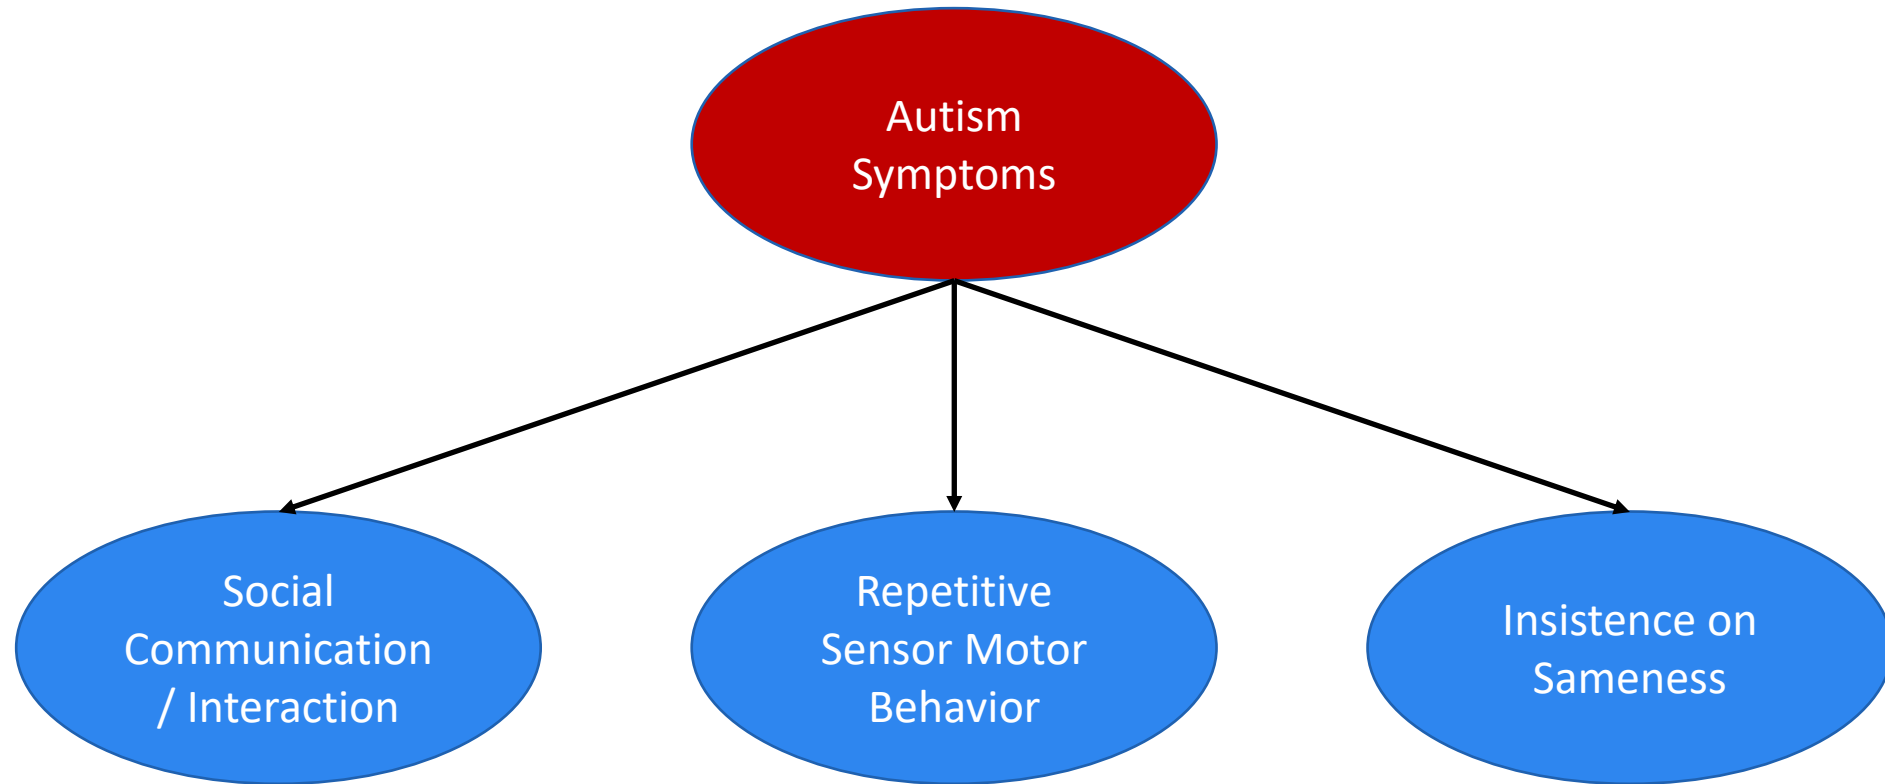 Autism
Symptoms
Social
Communication
/ Interaction
Repetitive
Sensor Motor
Behavior
Insistence on
Sameness